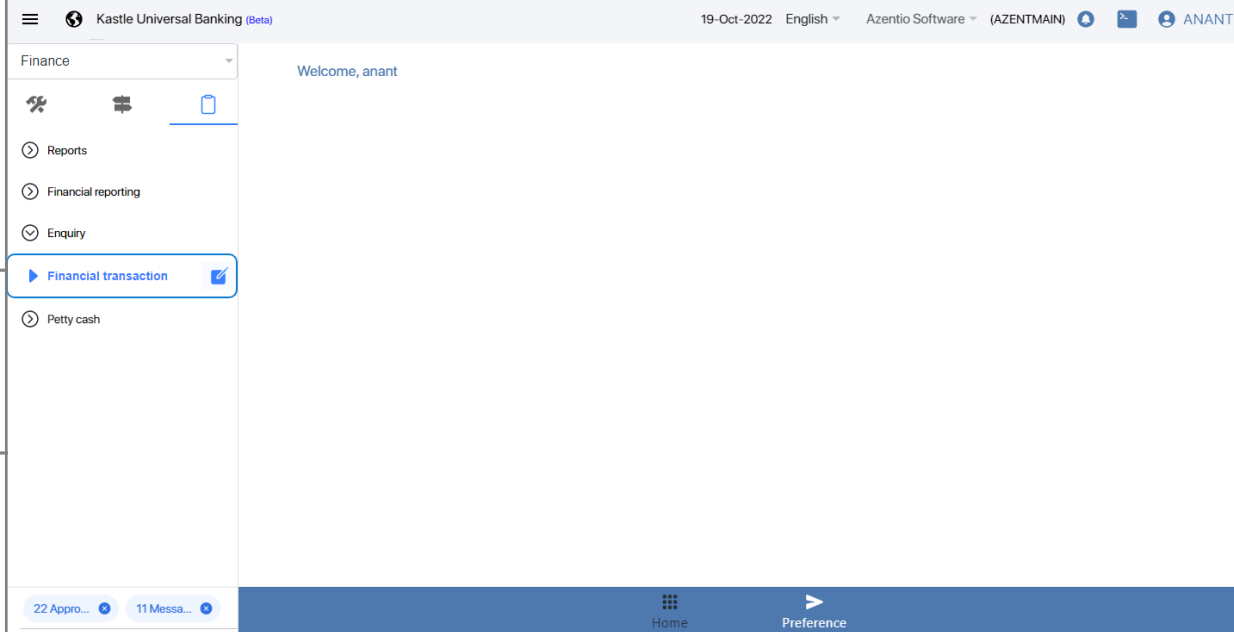 Kastle Universal Banking (Beta) 19-Oct-2022 English Azentio Software (AZENTMAIN) ANANT
Finance
Welcome, anant
Reports
Financial reporting
Enquiry
Financial transaction
Petty cash
22 Appro... 11 Messa...
Home Preference